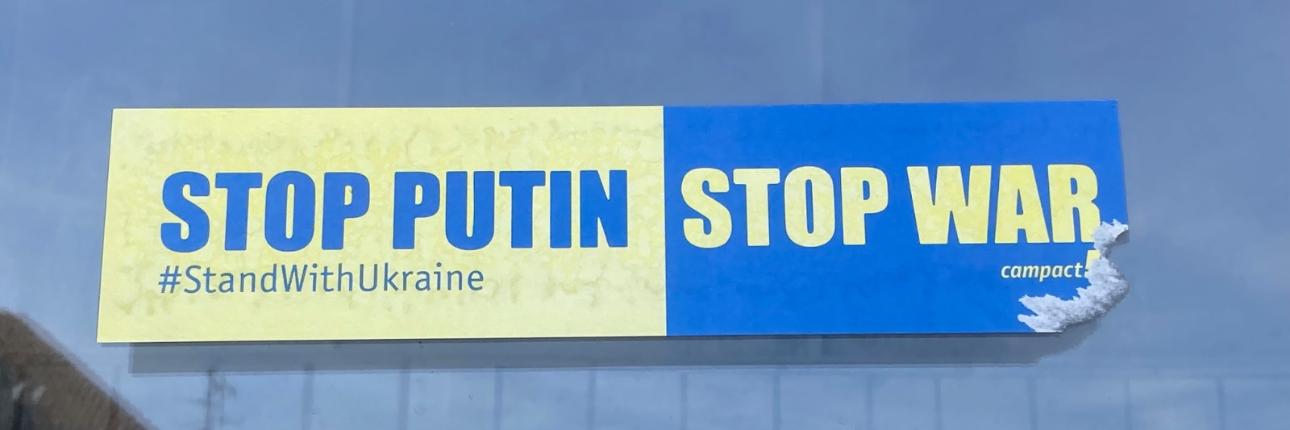 STOP PUTIN STOP WAR
#StandWithUkraine
campact!